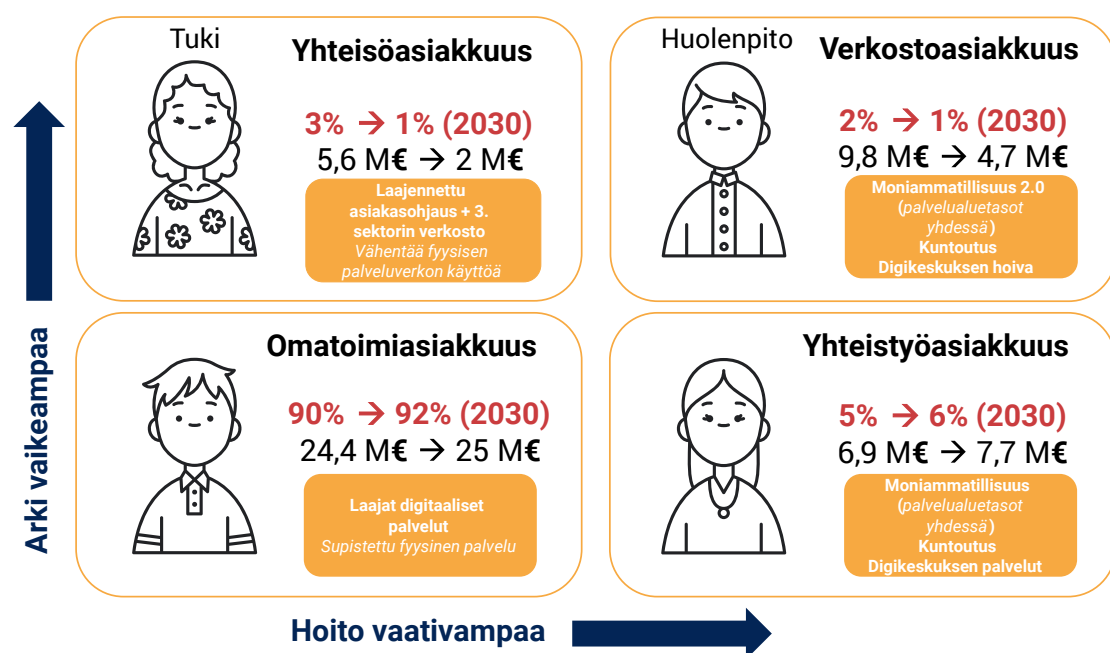 Tuki
Yhteisöasiakkuus
3% → 1% (2030)
5,6 M€ → 2 M€
Laajennettu
asiakasohjaus + 3.
sektorin verkosto
Vähentää fyysisen
palveluverkon käyttöä
Huolenpito
Verkostoasiakkuus
2% → 1% (2030)
9,8 M€ → 4,7 M€
Moniammatillisuus 2.0
(palvelualuetasot
yhdessä)
Kuntoutus
Digikeskuksen hoiva
Arki vaikeampaa
Omatoimiasiakkuus
90% → 92% (2030)
24,4 M€ → 25 M€
Laajat digitaaliset
palvelut
Supistettu fyysinen palvelu
Yhteistyöasiakkuus
5% → 6% (2030)
6,9 M€ → 7,7 M€
Moniammatillisuus
(palvelualuetasot
yhdessä)
Kuntoutus
Digikeskuksen palvelut
Hoito vaativampaa